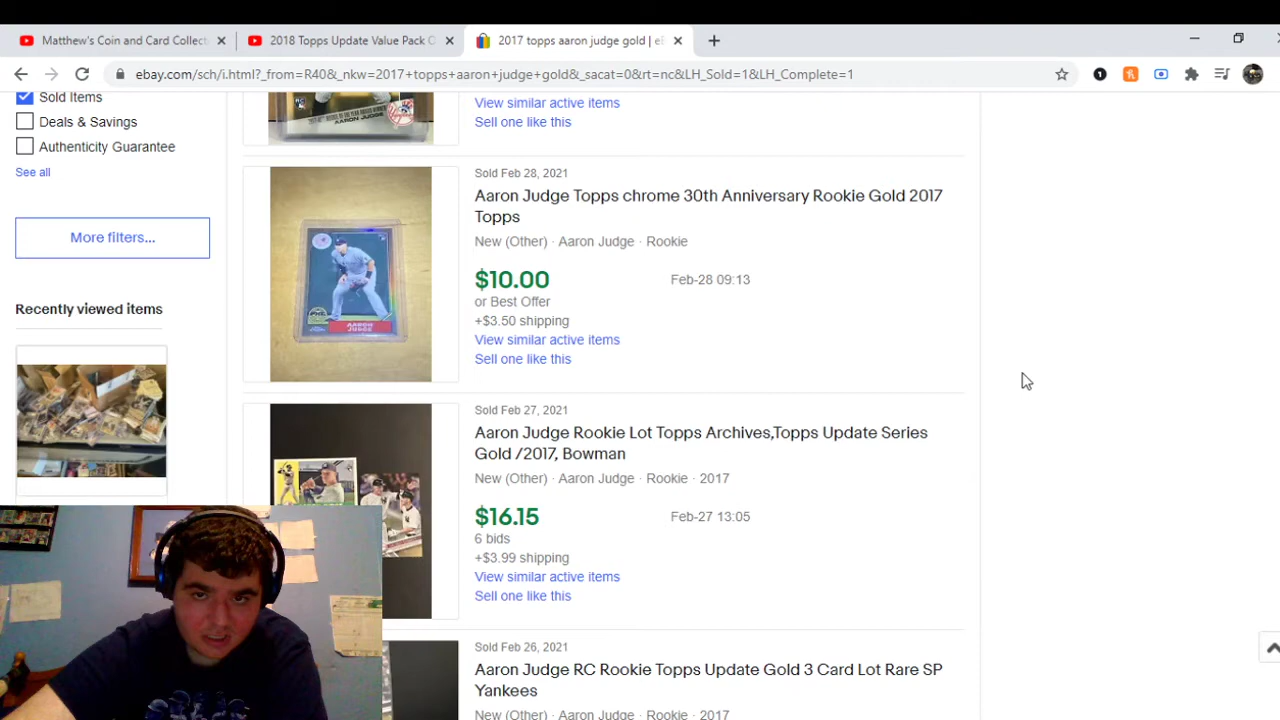 Matthew's Coin and Card Collect
2018 Topps Update Value Pack
2017 topps aaron judge gold | eB
ebay.com/sch/i.html?_from=R40&_nkw=2017+topps+aaron+judge+gold&_sacat=0&rt=nc&LH_Sold=1&LH_Complete=1
Sold Items
Deals & Savings
Authenticity Guarantee
See all
More filters...
Recently viewed items
AARON JUDGE
View similar active items
Sell one like this
Sold Feb 28, 2021
Aaron Judge Topps chrome 30th Anniversary Rookie Gold 2017
Topps
New (Other) · Aaron Judge · Rookie
$10.00
Feb-28 09:13
or Best Offer
+$3.50 shipping
View similar active items
Sell one like this
AARON
JUDGE
Sold Feb 27, 2021
Aaron Judge Rookie Lot Topps Archives,Topps Update Series
Gold /2017, Bowman
New (Other) · Aaron Judge · Rookie · 2017
$16.15
Feb-27 13:05
6 bids
+$3.99 shipping
View similar active items
Sell one like this
Sold Feb 26, 2021
Aaron Judge RC Rookie Topps Update Gold 3 Card Lot Rare SP
Yankees
New (Other) · Aaron Judge · Rookie · 2017